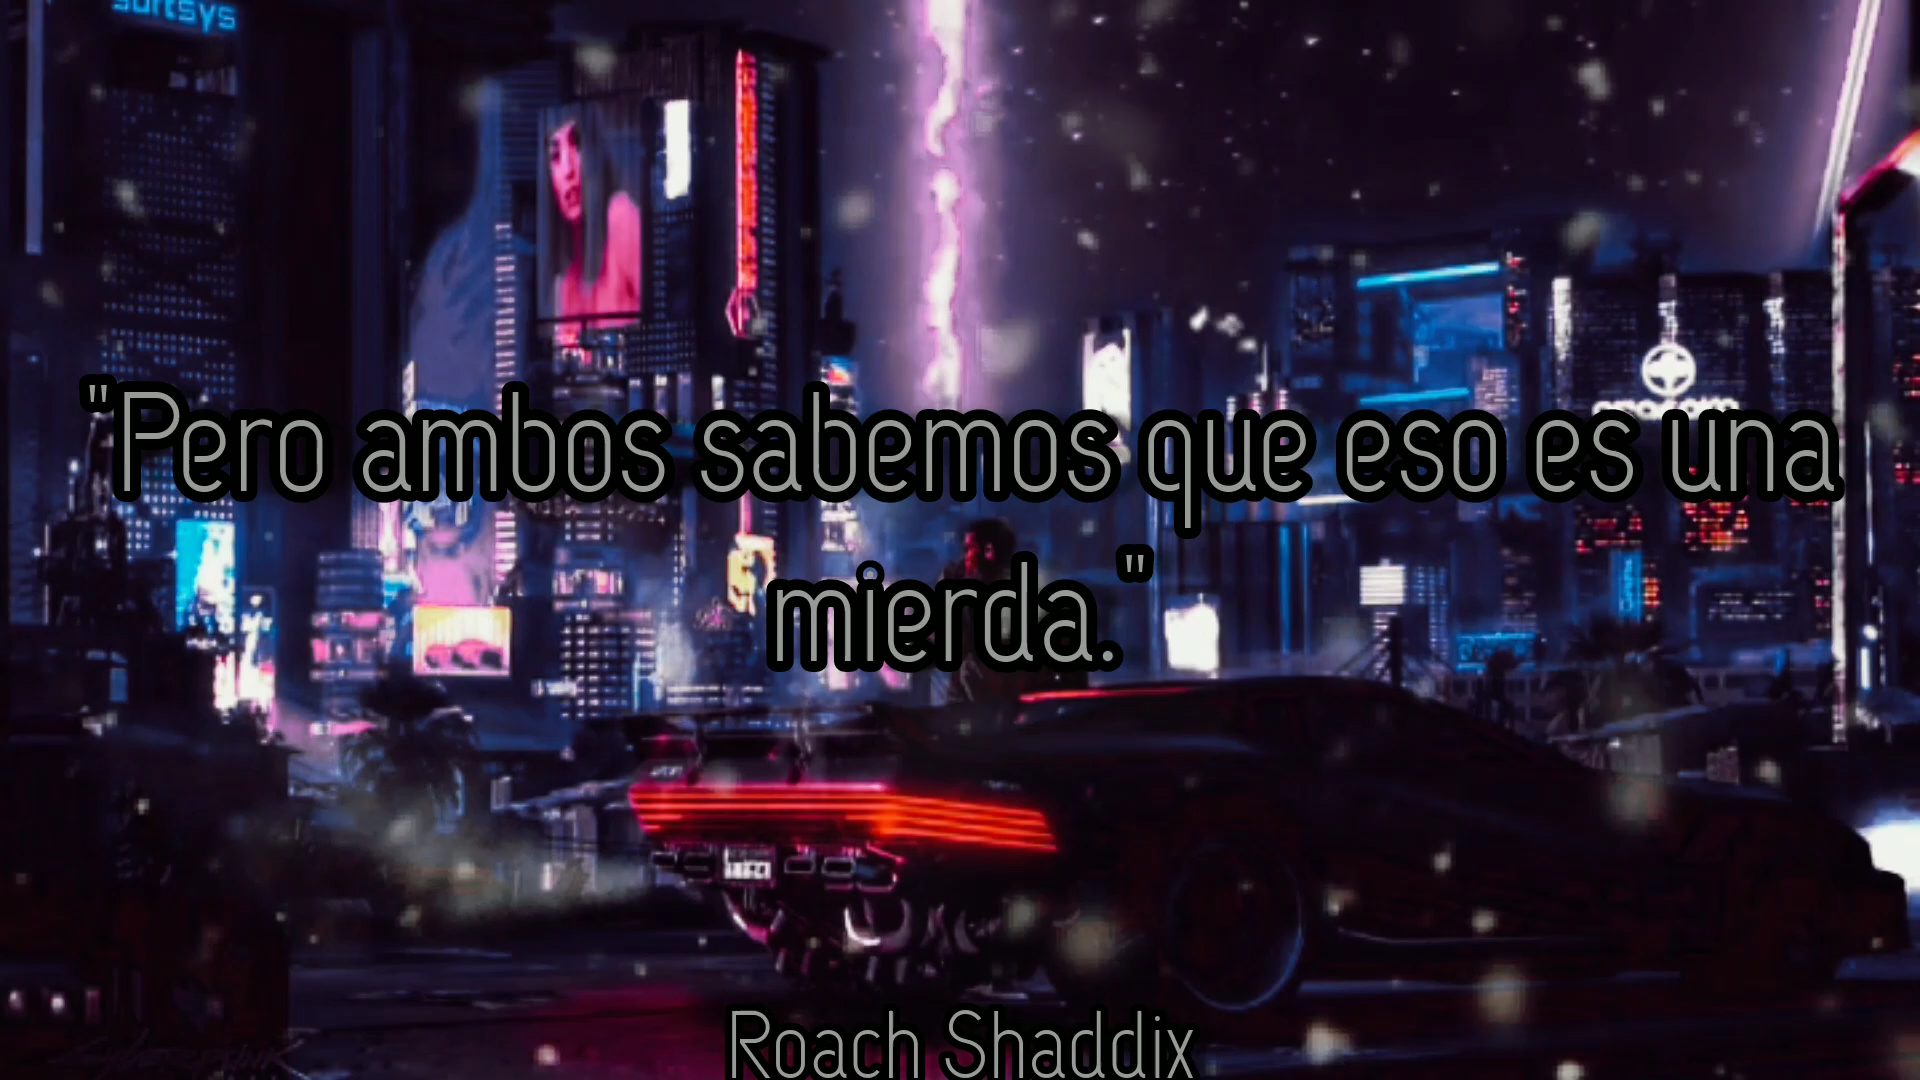 "Pero ambos sabemos que eso es una
mierda."
Roach Shaddix